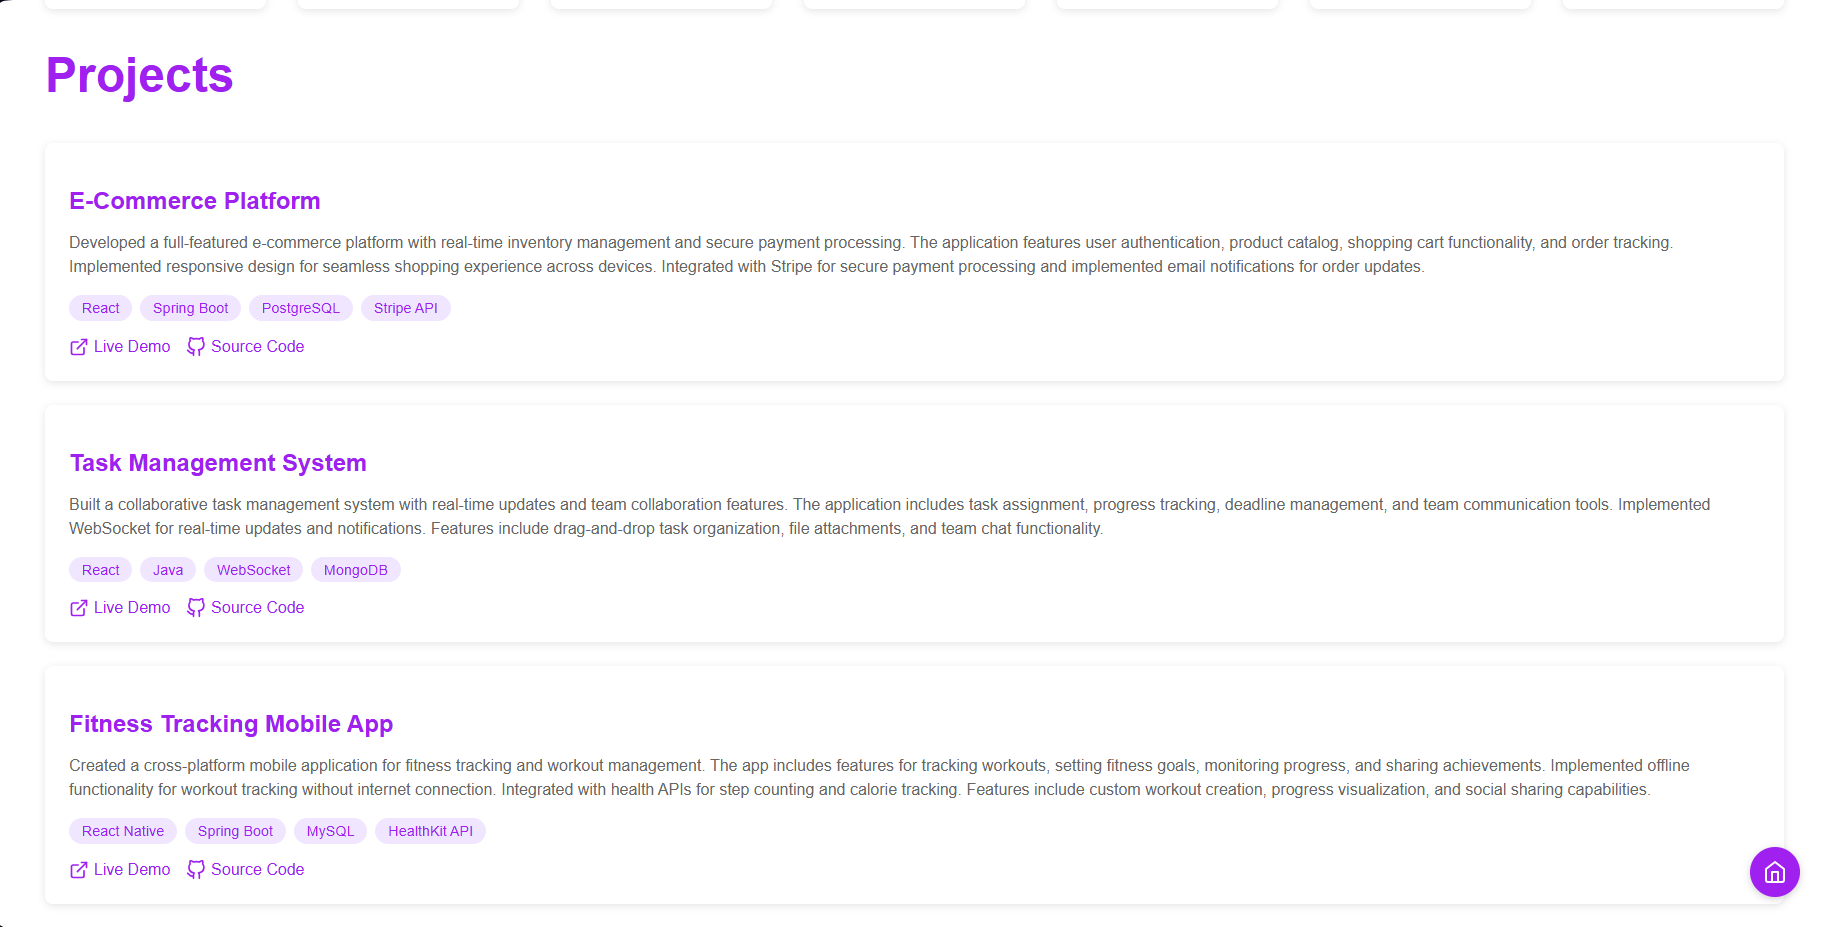 Projects
E-Commerce Platform
Developed a full-featured e-commerce platform with real-time inventory management and secure payment processing. The application features user authentication, product catalog, shopping cart functionality, and order tracking.
Implemented responsive design for seamless shopping experience across devices. Integrated with Stripe for secure payment processing and implemented email notifications for order updates.
React Spring Boot PostgreSQL Stripe API
Live Demo Source Code
Task Management System
Built a collaborative task management system with real-time updates and team collaboration features. The application includes task assignment, progress tracking, deadline management, and team communication tools. Implemented
WebSocket for real-time updates and notifications. Features include drag-and-drop task organization, file attachments, and team chat functionality.
React Java WebSocket MongoDB
Live Demo Source Code
Fitness Tracking Mobile App
Created a cross-platform mobile application for fitness tracking and workout management. The app includes features for tracking workouts, setting fitness goals, monitoring progress, and sharing achievements. Implemented offline
functionality for workout tracking without internet connection. Integrated with health APIs for step counting and calorie tracking. Features include custom workout creation, progress visualization, and social sharing capabilities.
React Native Spring Boot MySQL HealthKit API
Live Demo Source Code